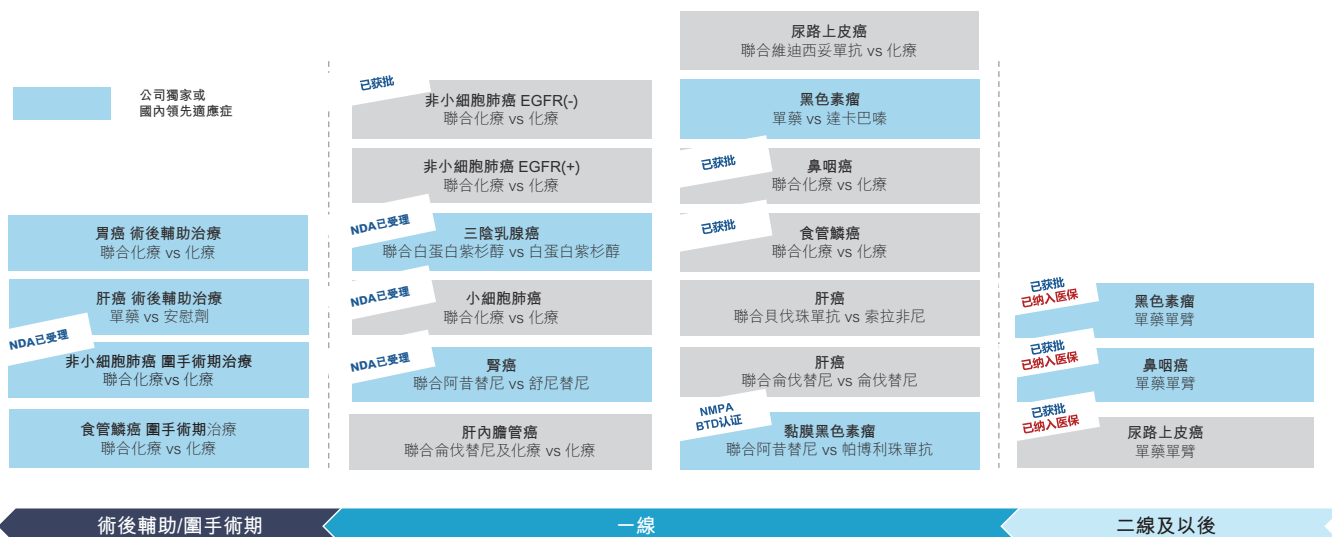 公司獨家或
國內領先適應症
胃癌 術後輔助治療
聯合化療 vs 化療
肝癌 術後輔助治療
單藥 vs 安慰劑
NDA已受理
非小細胞肺癌 圍手術期治療
聯合化療vs 化療
食管鱗癌 圍手術期治療
聯合化療 vs 化療
已获批
非小細胞肺癌 EGFR(-)
聯合化療 vs 化療
非小細胞肺癌 EGFR(+)
聯合化療 vs 化療
NDA已受理
三陰乳腺癌
聯合白蛋白紫杉醇 vs 白蛋白紫杉醇
NDA已受理
小細胞肺癌
聯合化療 vs 化療
NDA已受理
腎癌
聯合阿昔替尼 vs 舒尼替尼
肝內膽管癌
聯合侖伐替尼及化療 vs 化療
尿路上皮癌
聯合維迪西妥單抗 vs 化療
黑色素瘤
單藥 vs 達卡巴嗪
已获批
鼻咽癌
聯合化療 vs 化療
已获批
食管鱗癌
聯合化療 vs 化療
肝癌
聯合貝伐珠單抗 vs 索拉非尼
肝癌
聯合侖伐替尼 vs 侖伐替尼
NMPA
BTD认证
黏膜黑色素瘤
聯合阿昔替尼 vs 帕博利珠單抗
已获批
已纳入医保
黑色素瘤
單藥單臂
已获批
已纳入医保
鼻咽癌
單藥單臂
已获批
已纳入医保
尿路上皮癌
單藥單臂
術後輔助/圍手術期
一線
二線及以後